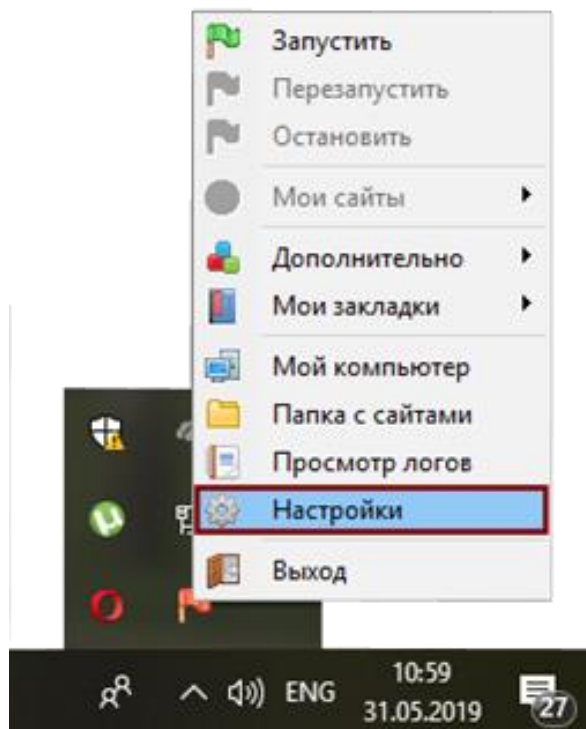 Запустить
Перезапустить
Остановить
Мои сайты
Дополнительно
Мои закладки
Мой компьютер
Папка с сайтами
Просмотр логов
Настройки
Выход
ENG
10:59
31.05.2019
27